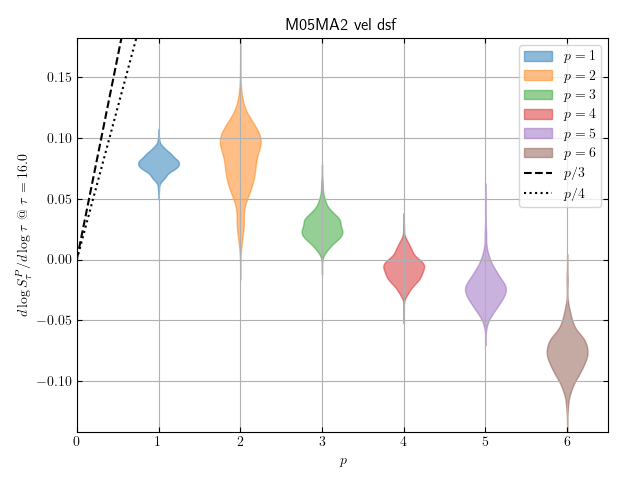 M05MA2 vel dsf
d log S_τ^P/d log τ @ τ = 16.0
0.15
0.10
0.05
0.00
−0.05
−0.10
0 1 2 3 4 5 6
p
p = 1
p = 2
p = 3
p = 4
p = 5
p = 6
p/3
p/4